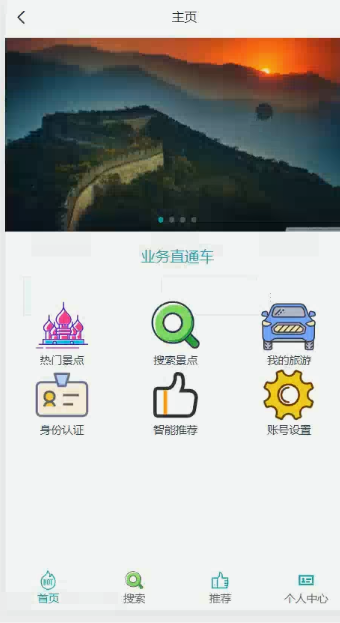 主页
业务直通车
热门景点
搜索景点
我的旅游
身份认证
智能推荐
账号设置
HOT
首页
搜索
推荐
个人中心